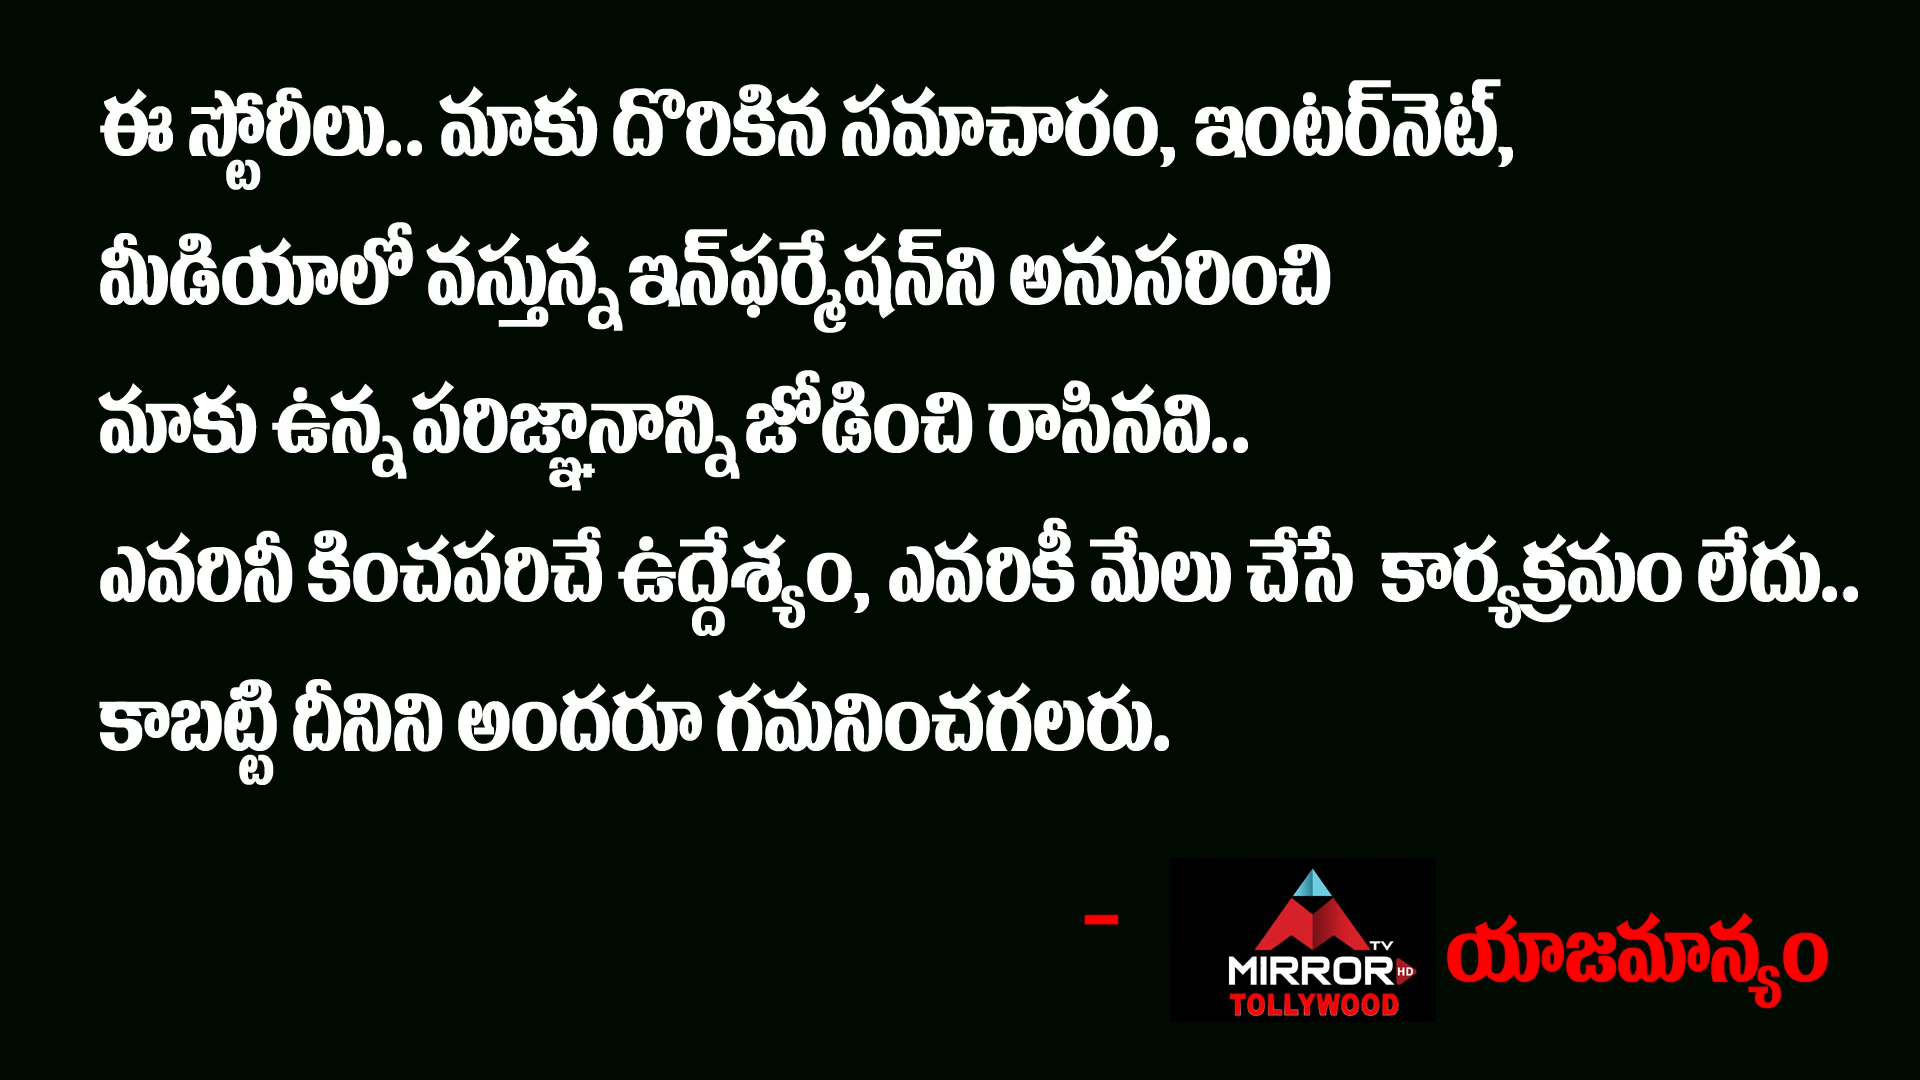 ఈ స్టోరీలు.. మాకు దొరికిన సమాచారం, ఇంటర్‌నెట్,
మీడియాలో వస్తున్న ఇన్‌ఫర్మేషన్‌ని అనుసరించి
మాకు ఉన్న పరిజ్ఞానాన్ని జోడించి రాసినవి..
ఎవరినీ కించపరిచే ఉద్దేశ్యం, ఎవరికీ మేలు చేసే కార్యక్రమం లేదు..
కాబట్టి దీనిని అందరూ గమనించగలరు.
- యాజమాన్యం
TV
MIRROR HD
TOLLYWOOD